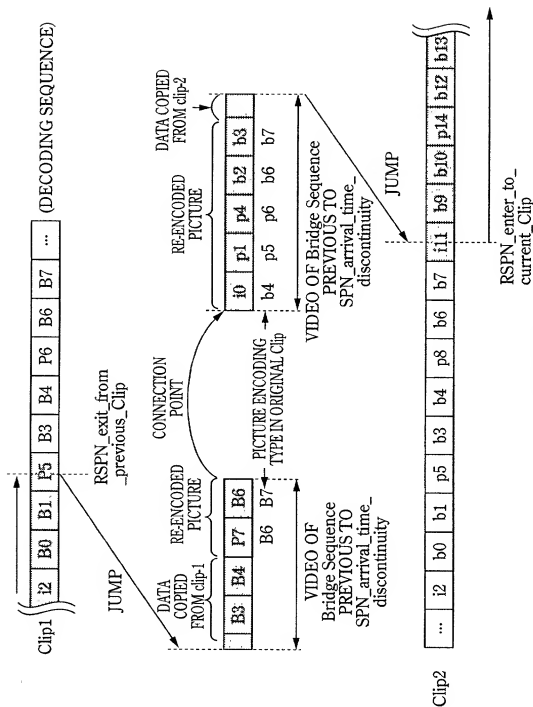 Clip1 i2 B0 B1 P5 B3 B4 P6 B6 B7 ... (DECODING SEQUENCE)
JUMP
RSPN_exit_from
_previous_Clip
DATA
COPIED
FROM clip-1
RE-ENCODED
PICTURE
CONNECTION
POINT
RE-ENCODED
PICTURE
DATA COPIED
FROM clip-2
B3 B4 P7 B6
i0 p1 p4 b2 b3
B6 B7
PICTURE ENCODING
TYPE IN ORIGINAL Clip
b4 p5 p6 b6 b7
VIDEO OF
Bridge Sequence
PREVIOUS TO
SPN_arrival_time_
discontinuity
VIDEO OF Bridge Sequence
PREVIOUS TO
SPN_arrival_time_
discontinuity
JUMP
Clip2 ... i2 b0 b1 p5 b3 b4 p8 b6 b7 i11 b9 b10 p14 b12 b13
RSPN_enter_to_
current_Clip